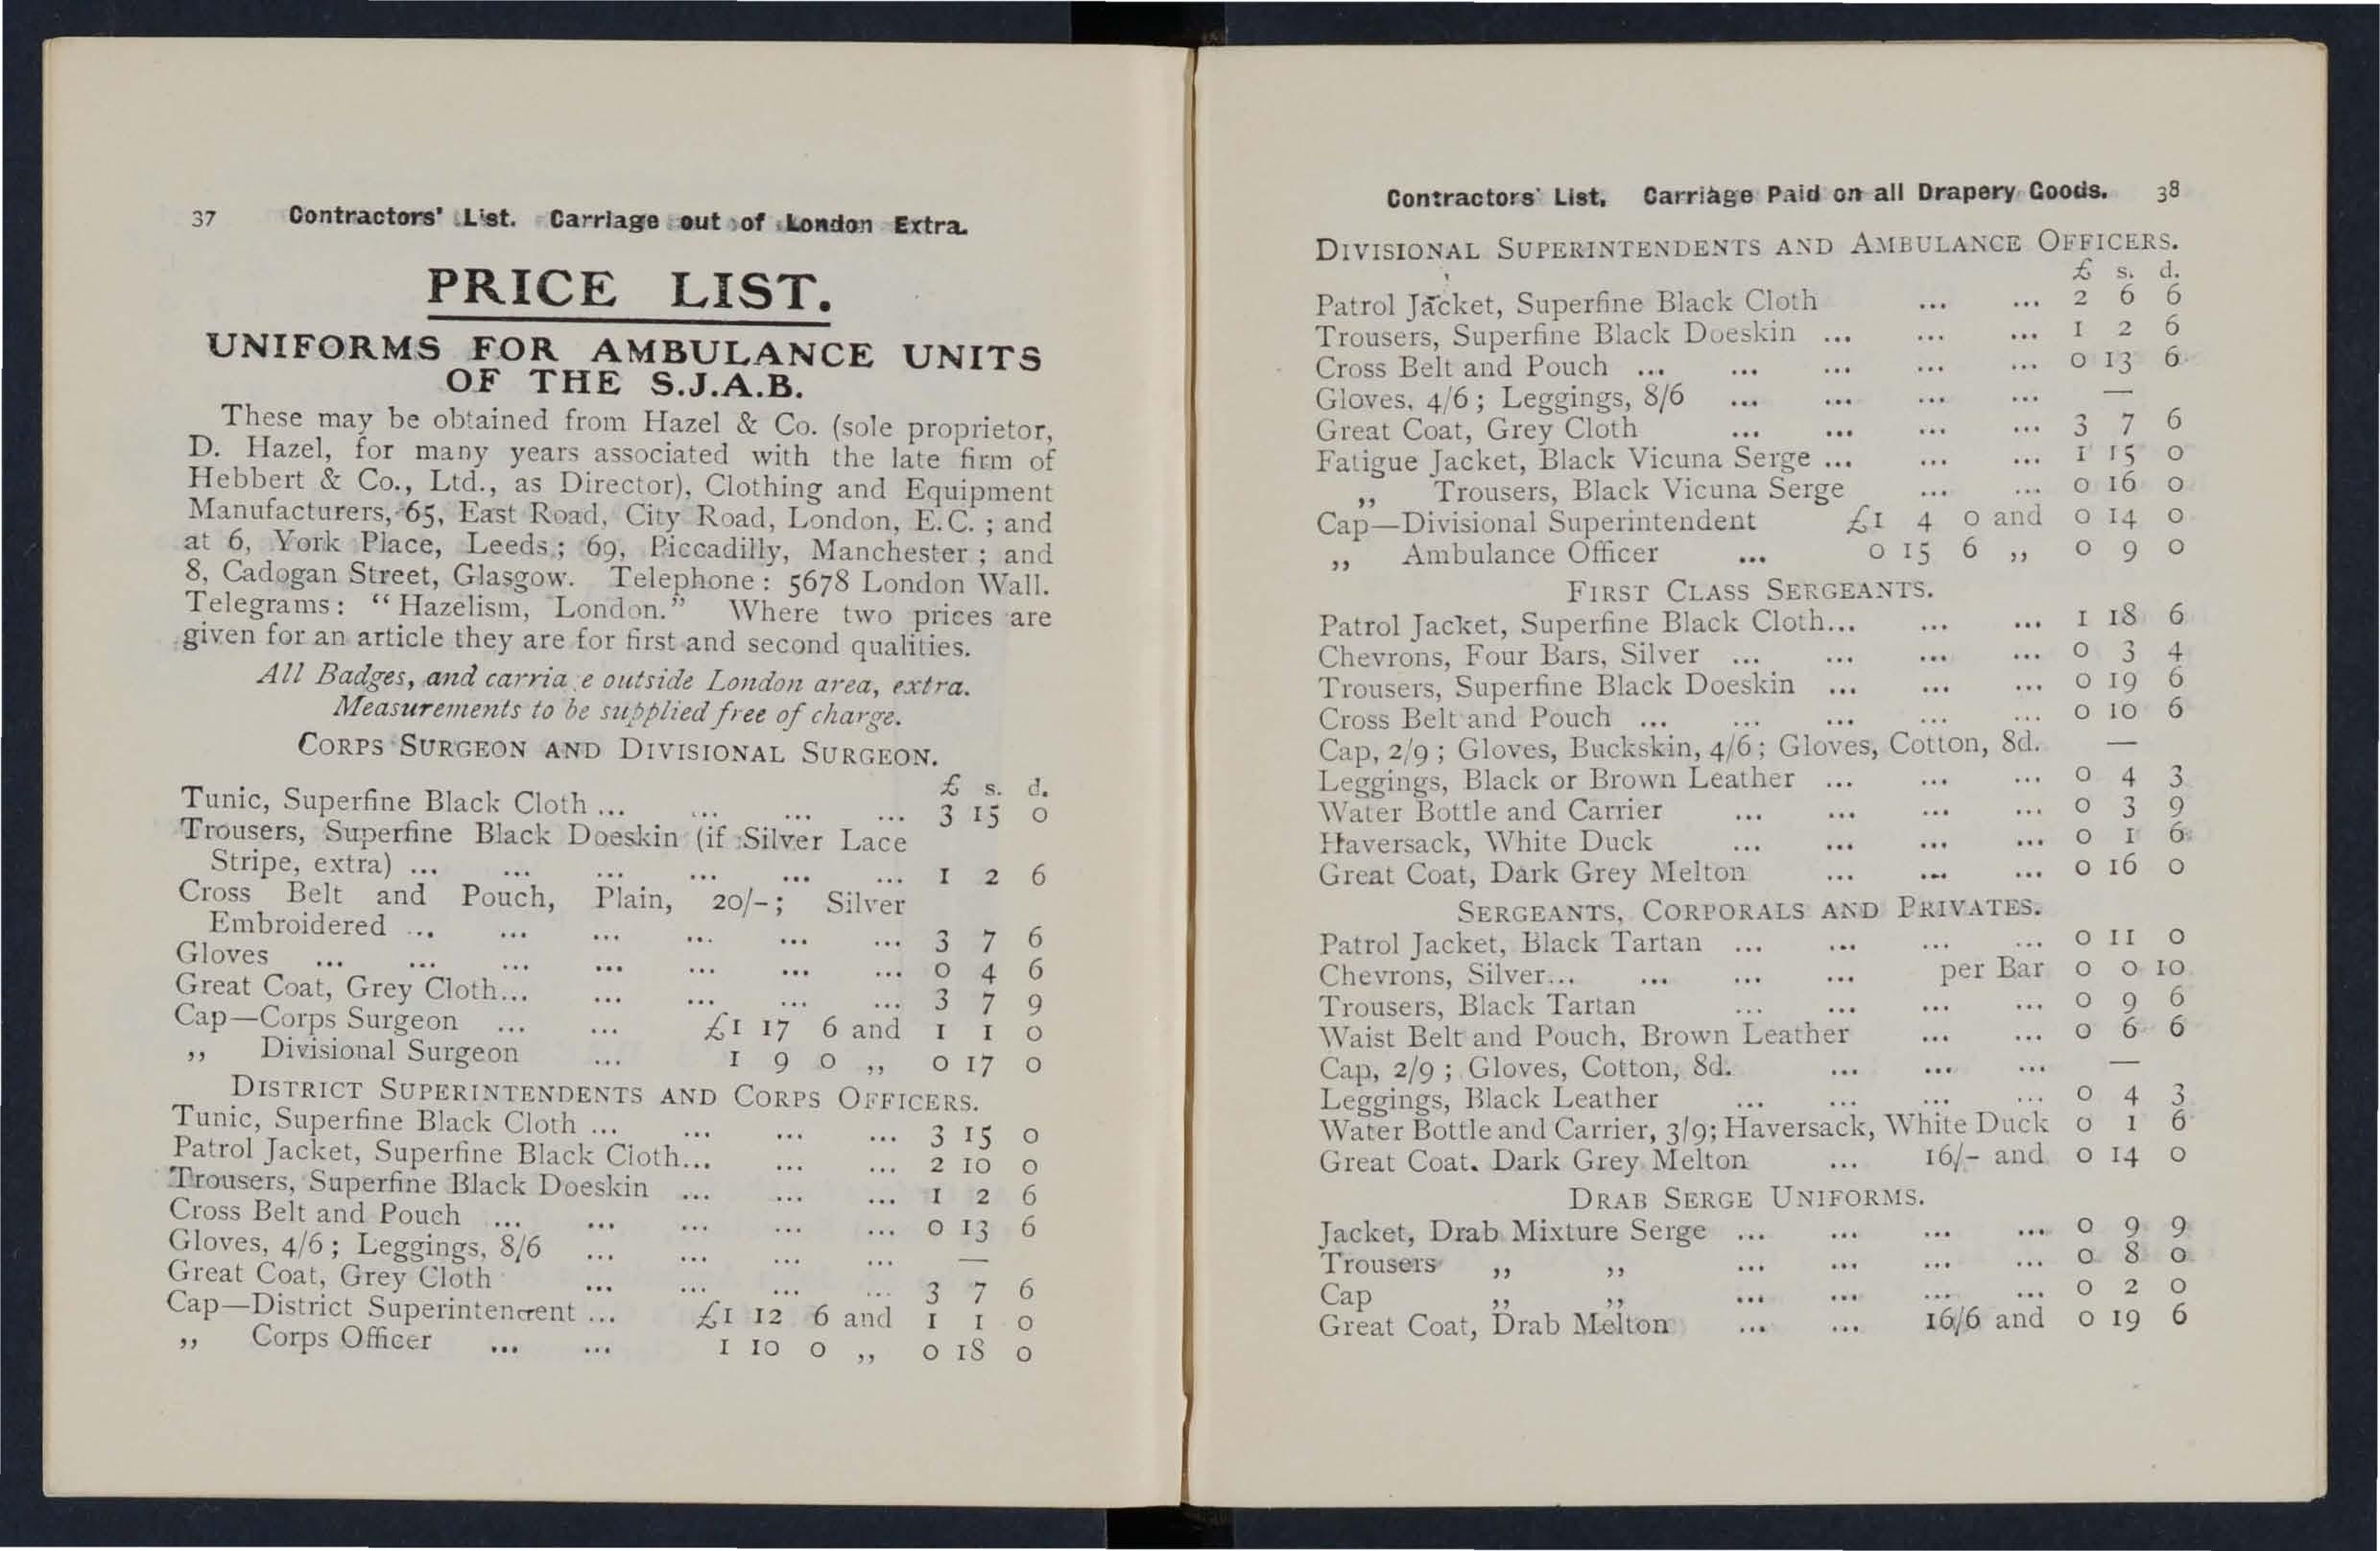 37 Contractors' List. Carriage out of London Extra.
PRICE LIST.
UNIFORMS FOR AMBULANCE UNITS
OF THE S.J.A.B.
These may be obtained from Hazel & Co. (sole proprietor,
D. Hazel, for many years associated with the late firm of
Hebbert & Co., Ltd., as Director), Clothing and Equipment
Manufacturers, 65, East Road, City Road, London, E.C. ; and
at 6, York Place, Leeds ; 69, Piccadilly, Manchester ; and
8, Cadogan Street, Glasgow. Telephone : 5678 London Wall.
Telegrams : “ Hazelism, London.” Where two prices are
given for an article they are for first and second qualities.
All Badges, and carria e outside London area, extra.
Measurements to be supplied free of charge.
CORPS SURGEON AND DIVISIONAL SURGEON.
£ s. d.
Tunic, Superfine Black Cloth ... ... ... ... 3 15 0
Trousers, Superfine Black Doeskin (if Silver Lace
Stripe, extra) ... ... ... ... ... ... 1 2 6
Cross Belt and Pouch, Plain, 20/- ; Silver
Embroidered ... ... ... ... ... ... 3 7 6
Gloves ... ... ... ... ... ... ... 0 4 6
Great Coat, Grey Cloth... ... ... ... ... 3 7 9
Cap—Corps Surgeon ... ... £1 17 6 and 1 1 0
„ Divisional Surgeon ... 1 9 0 „ 0 17 0
DISTRICT SUPERINTENDENTS AND CORPS OFFICERS.
Tunic, Superfine Black Cloth ... ... ... ... 3 15 0
Patrol Jacket, Superfine Black Cloth... ... ... 2 10 0
Trousers, Superfine Black Doeskin ... ... ... 1 2 6
Cross Belt and Pouch ... ... ... ... ... 0 13 6
Gloves, 4/6 ; Leggings, 8/6 ... ... ... ... —
Great Coat, Grey Cloth ... ... ... ... 3 7 6
Cap—District Superintendent ... £1 12 6 and 1 1 0
„ Corps Officer ... ... 1 10 0 „ 0 18 0
Contractors' List, Carriage Paid on all Drapery Goods. 38
DIVISIONAL SUPERINTENDENTS AND AMBULANCE OFFICERS.
£ s. d.
Patrol Jacket, Superfine Black Cloth ... ... 2 6 6
Trousers, Superfine Black Doeskin ... ... ... 1 2 6
Cross Belt and Pouch ... ... ... ... ... 0 13 6
Gloves, 4/6 ; Leggings, 8/6 ... ... ... ... —
Great Coat, Grey Cloth ... ... ... ... 3 7 6
Fatigue Jacket, Black Vicuna Serge ... ... ... 1 15 0
„ Trousers, Black Vicuna Serge ... ... 0 16 0
Cap—Divisional Superintendent £1 4 0 and 0 14 0
„ Ambulance Officer ... 0 15 6 „ 0 9 0
FIRST CLASS SERGEANTS.
Patrol Jacket, Superfine Black Cloth... ... ... 1 18 6
Chevrons, Four Bars, Silver ... ... ... ... 0 3 4
Trousers, Superfine Black Doeskin ... ... ... 0 19 6
Cross Belt and Pouch ... ... ... ... ... 0 10 6
Cap, 2/9 ; Gloves, Buckskin, 4/6 ; Gloves, Cotton, 8d. —
Leggings, Black or Brown Leather ... ... ... 0 4 3
Water Bottle and Carrier ... ... ... ... 0 3 9
Haversack, White Duck ... ... ... ... 0 1 6
Great Coat, Dark Grey Melton ... ... ... 0 16 0
SERGEANTS, CORPORALS AND PRIVATES.
Patrol Jacket, Black Tartan ... ... ... ... 0 11 0
Chevrons, Silver... ... ... ... per Bar 0 0 10
Trousers, Black Tartan ... ... ... ... 0 9 6
Waist Belt and Pouch, Brown Leather ... ... 0 6 6
Cap, 2/9 ; Gloves, Cotton, 8d. ... ... ... —
Leggings, Black Leather ... ... ... ... 0 4 3
Water Bottle and Carrier, 3/9; Haversack, White Duck 0 1 6
Great Coat. Dark Grey Melton ... 16/- and 0 14 0
DRAB SERGE UNIFORMS.
Jacket, Drab Mixture Serge ... ... ... ... 0 9 9
Trousers „ „ ... ... ... ... 0 8 0
Cap „ „ ... ... ... ... 0 2 0
Great Coat, Drab Melton ... ... 16/6 and 0 19 6